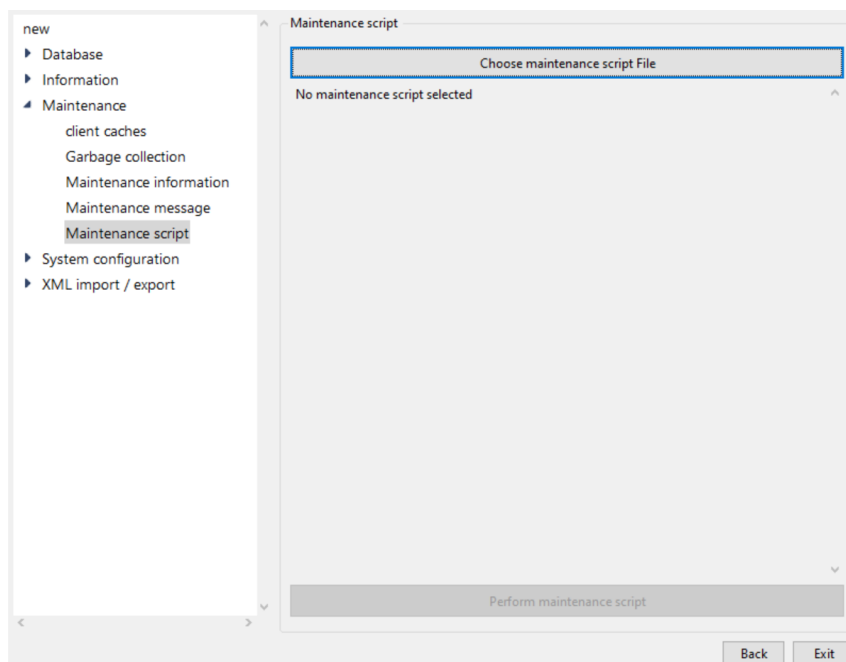 new
Database
Information
Maintenance
client caches
Garbage collection
Maintenance information
Maintenance message
Maintenance script
System configuration
XML import / export
Maintenance script
Choose maintenance script File
No maintenance script selected
Perform maintenance script
Back
Exit